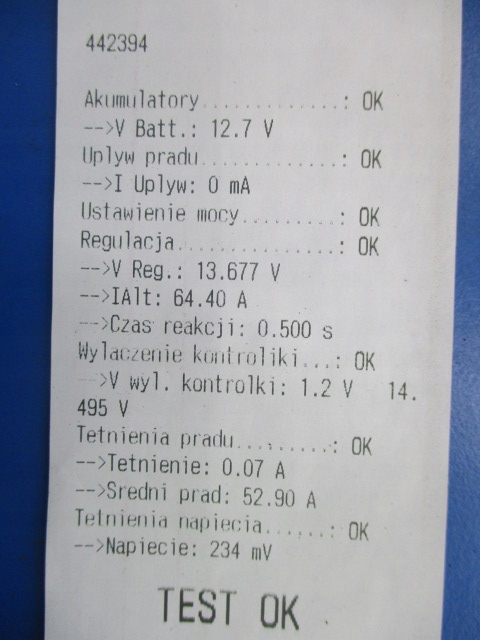 442394
Akumulatory.............: OK
-->V Batt.: 12.7 V
Uplyw pradu.............: OK
-->I Uplyw: 0 mA
Ustawienie mocy.........: OK
Regulacja...............: OK
-->V Reg.: 13.677 V
-->IAlt: 64.40 A
-->Czas reakcji: 0.500 s
Wylaczenie kontroliki...: OK
-->V wyl. kontrolki: 1.2 V   14.
495 V
Tetnienia pradu.........: OK
-->Tetnienie: 0.07 A
-->Sredni prad: 52.90 A
Tetnienia napiecia......: OK
-->Napiecie: 234 mV
TEST OK